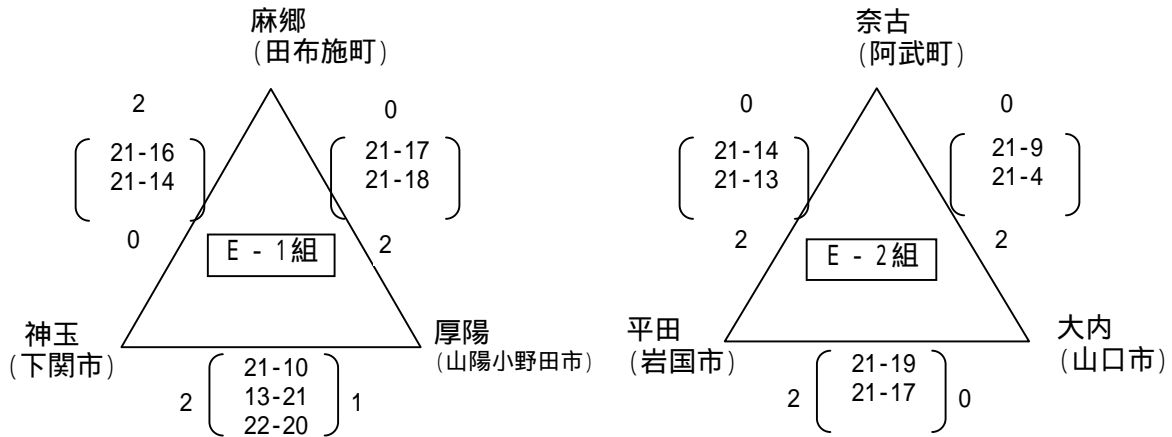 麻郷
(田布施町)
2
0
21-16
21-14
21-17
21-18
0
2
E - 1組
神玉
(下関市)
厚陽
(山陽小野田市)
2
21-10
13-21
22-20
1
奈古
(阿武町)
0
0
21-14
21-13
21-9
21-4
2
2
E - 2組
平田
(岩国市)
大内
(山口市)
2
21-19
21-17
0